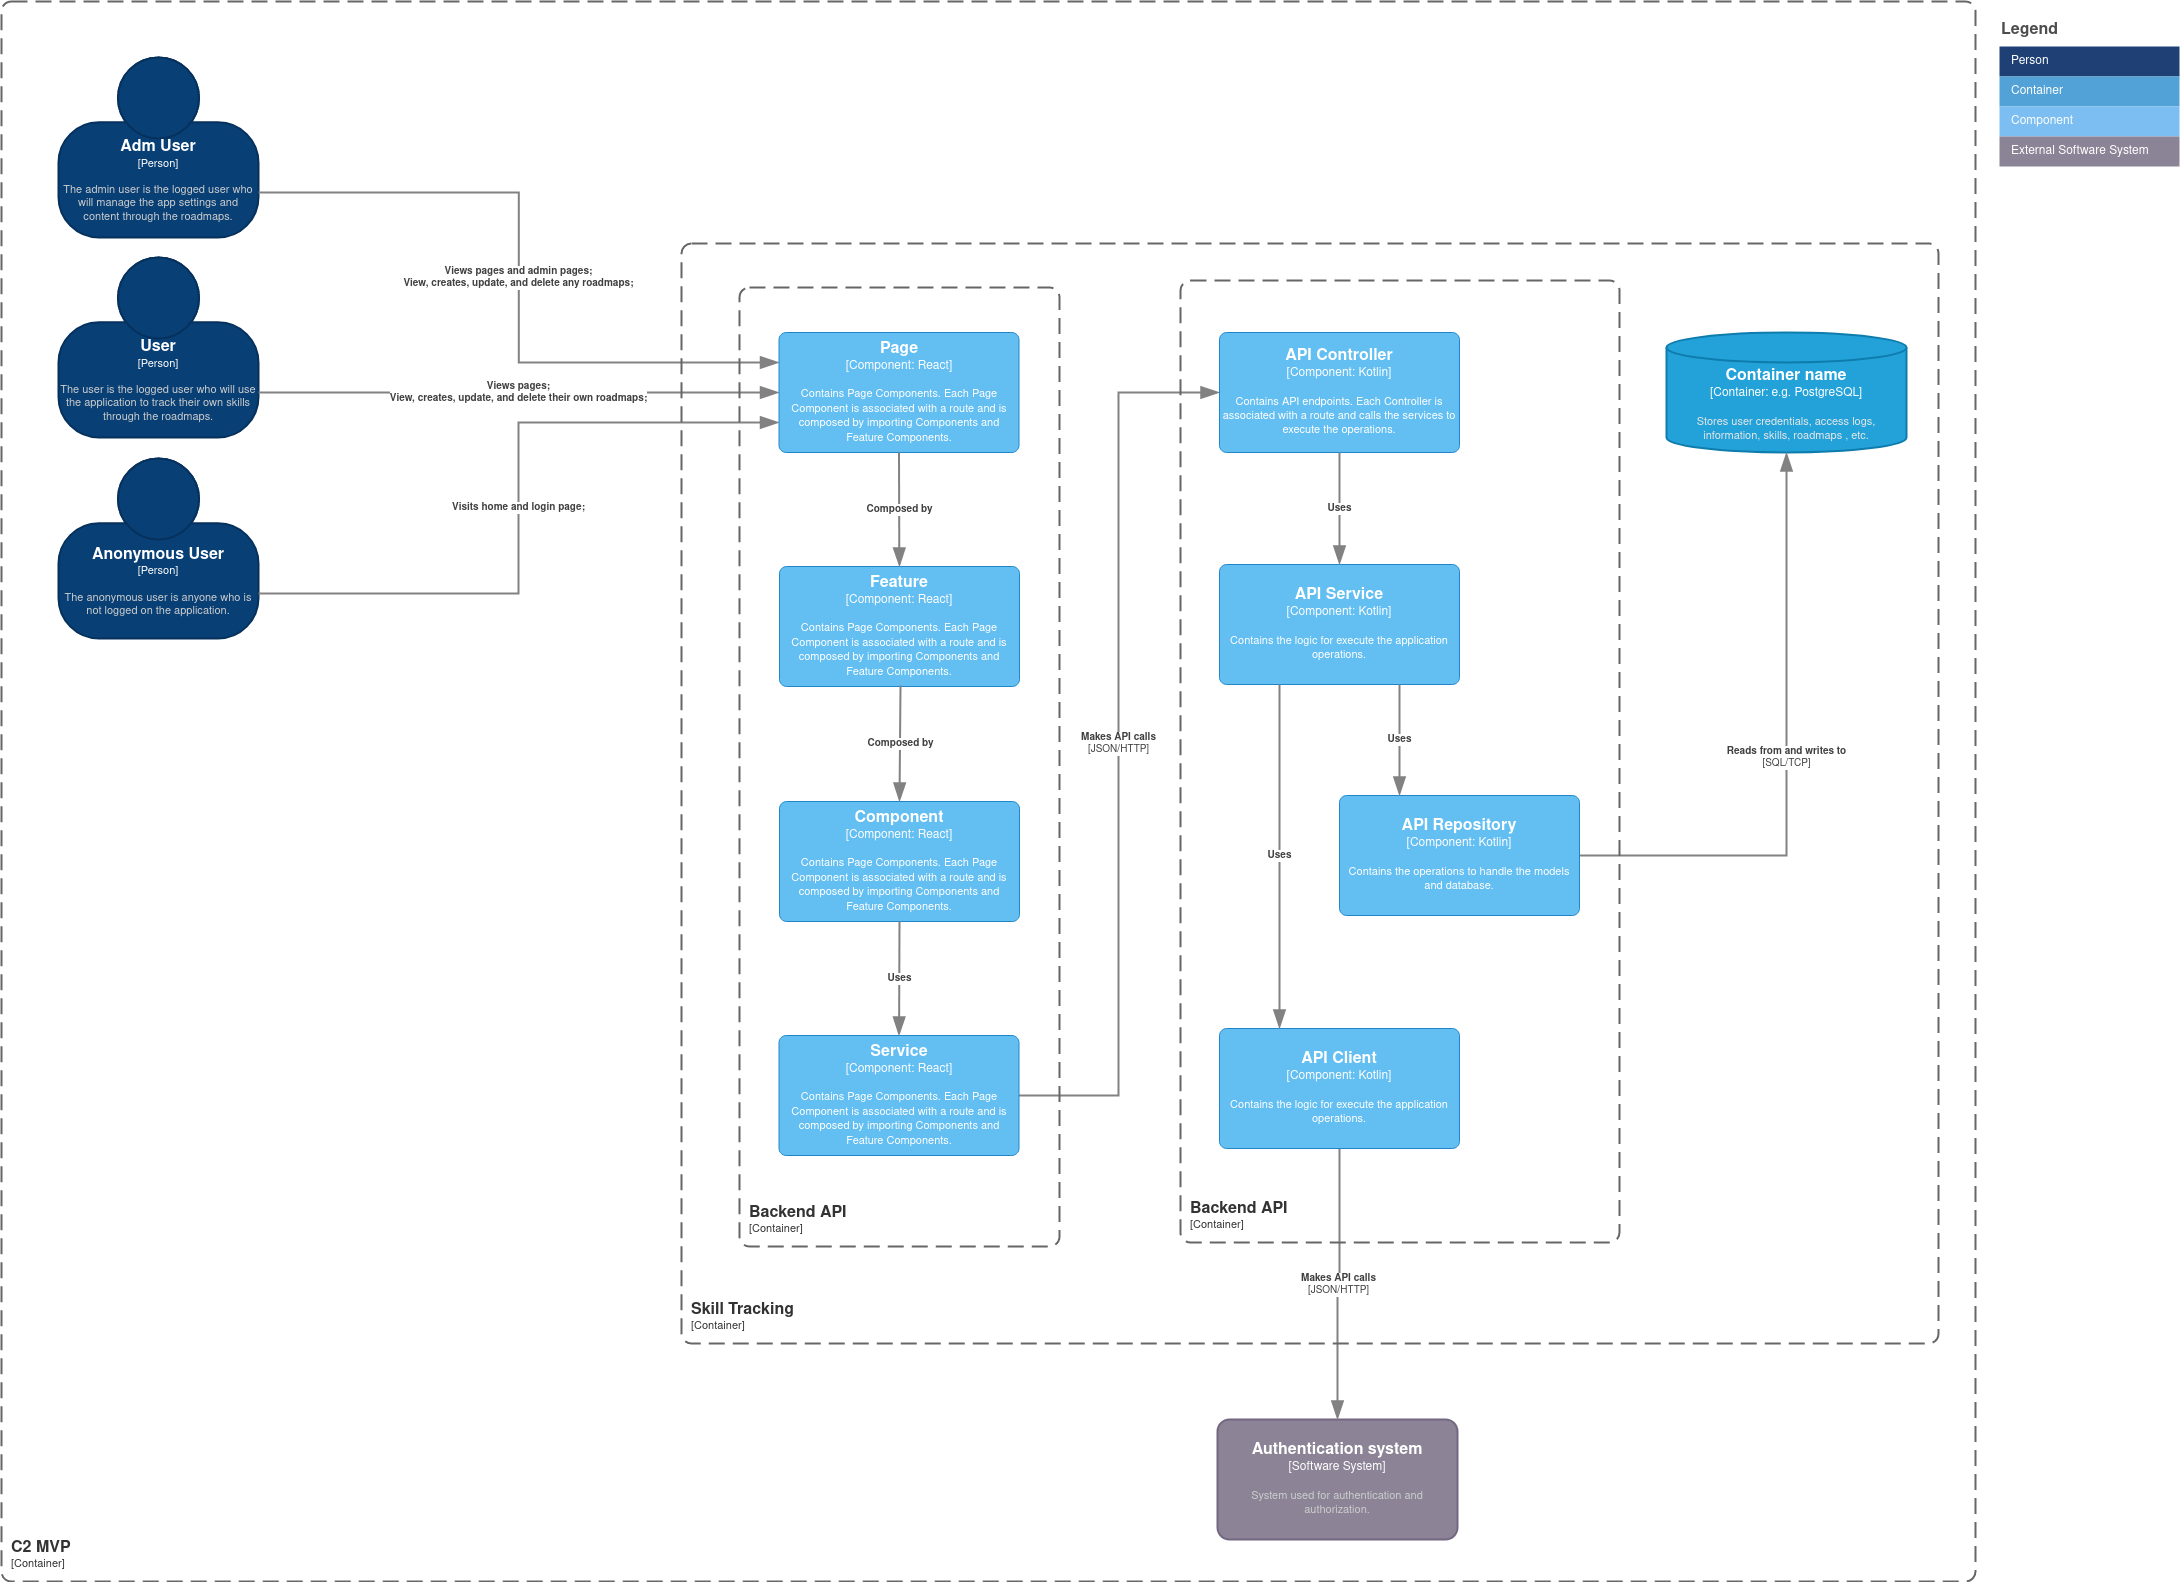 Legend
Person
Container
Component
External Software System
Adm User
[Person]
The admin user is the logged user who
will manage the app settings and
content through the roadmaps.
User
[Person]
The user is the logged user who will use
the application to track their own skills
through the roadmaps.
Anonymous User
[Person]
The anonymous user is anyone who is
not logged on the application.
Views pages and admin pages;
View, creates, update, and delete any roadmaps;
Views pages;
View, creates, update, and delete their own roadmaps;
Visits home and login page;
Page
[Component: React]
Contains Page Components. Each Page
Component is associated with a route and is
composed by importing Components and
Feature Components.
Composed by
Feature
[Component: React]
Contains Page Components. Each Page
Component is associated with a route and is
composed by importing Components and
Feature Components.
Composed by
Component
[Component: React]
Contains Page Components. Each Page
Component is associated with a route and is
composed by importing Components and
Feature Components.
Uses
Service
[Component: React]
Contains Page Components. Each Page
Component is associated with a route and is
composed by importing Components and
Feature Components.
Backend API
[Container]
Makes API calls
[JSON/HTTP]
API Controller
[Component: Kotlin]
Contains API endpoints. Each Controller is
associated with a route and calls the services to
execute the operations.
Uses
API Service
[Component: Kotlin]
Contains the logic for execute the application
operations.
Uses
Uses
API Repository
[Component: Kotlin]
Contains the operations to handle the models
and database.
API Client
[Component: Kotlin]
Contains the logic for execute the application
operations.
Backend API
[Container]
Container name
[Container: e.g. PostgreSQL]
Stores user credentials, access logs,
information, skills, roadmaps , etc.
Reads from and writes to
[SQL/TCP]
Makes API calls
[JSON/HTTP]
Skill Tracking
[Container]
Authentication system
[Software System]
System used for authentication and
authorization.
C2 MVP
[Container]